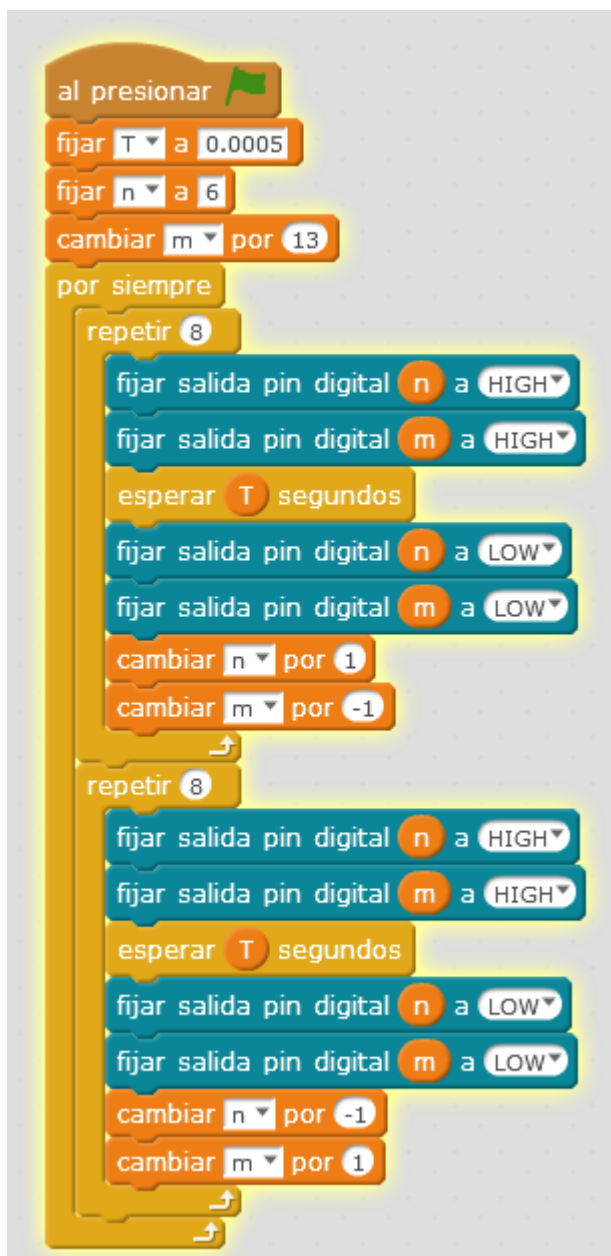 al presionar
fijar T a 0.0005
fijar n a 6
cambiar m por 13
por siempre
repetir 8
fijar salida pin digital n a HIGH
fijar salida pin digital m a HIGH
esperar T segundos
fijar salida pin digital n a LOW
fijar salida pin digital m a LOW
cambiar n por 1
cambiar m por -1
repetir 8
fijar salida pin digital n a HIGH
fijar salida pin digital m a HIGH
esperar T segundos
fijar salida pin digital n a LOW
fijar salida pin digital m a LOW
cambiar n por -1
cambiar m por 1